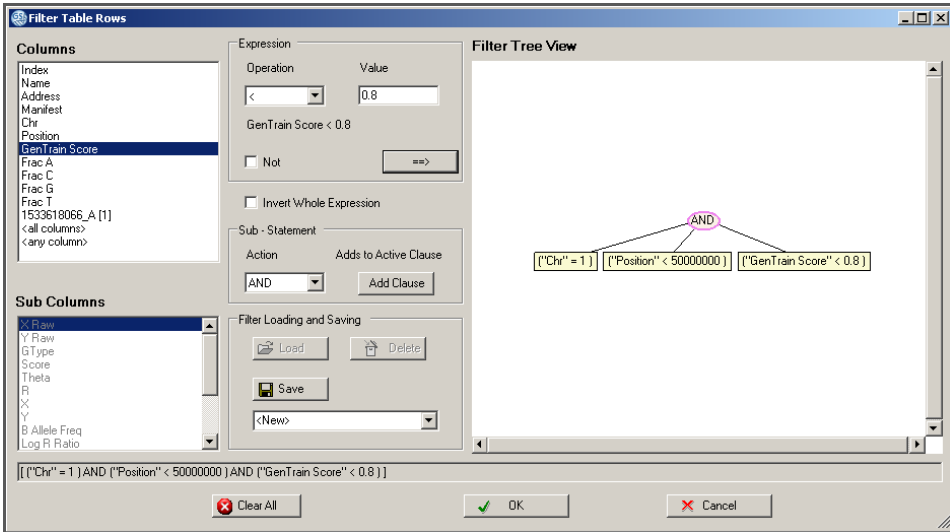 Filter Table Rows
Columns
Index
Name
Address
Manifest
Chr
Position
GenTrain Score
Frac A
Frac C
Frac G
Frac T
1533618066_A [1]
<all columns>
<any column>
Sub Columns
X Raw
Y Raw
GType
Score
Theta
R
X
Y
B Allele Freq
Log R Ratio
Expression
Operation Value
< 0.8
GenTrain Score < 0.8
Not ==>
Invert Whole Expression
Sub - Statement
Action Adds to Active Clause
AND Add Clause
Filter Loading and Saving
Load Delete
Save
<New>
Filter Tree View
AND
("Chr" = 1 ) ("Position" < 50000000 ) ("GenTrain Score" < 0.8 )
[ ("Chr" = 1 ) AND ("Position" < 50000000 ) AND ("GenTrain Score" < 0.8 ) ]
Clear All OK Cancel